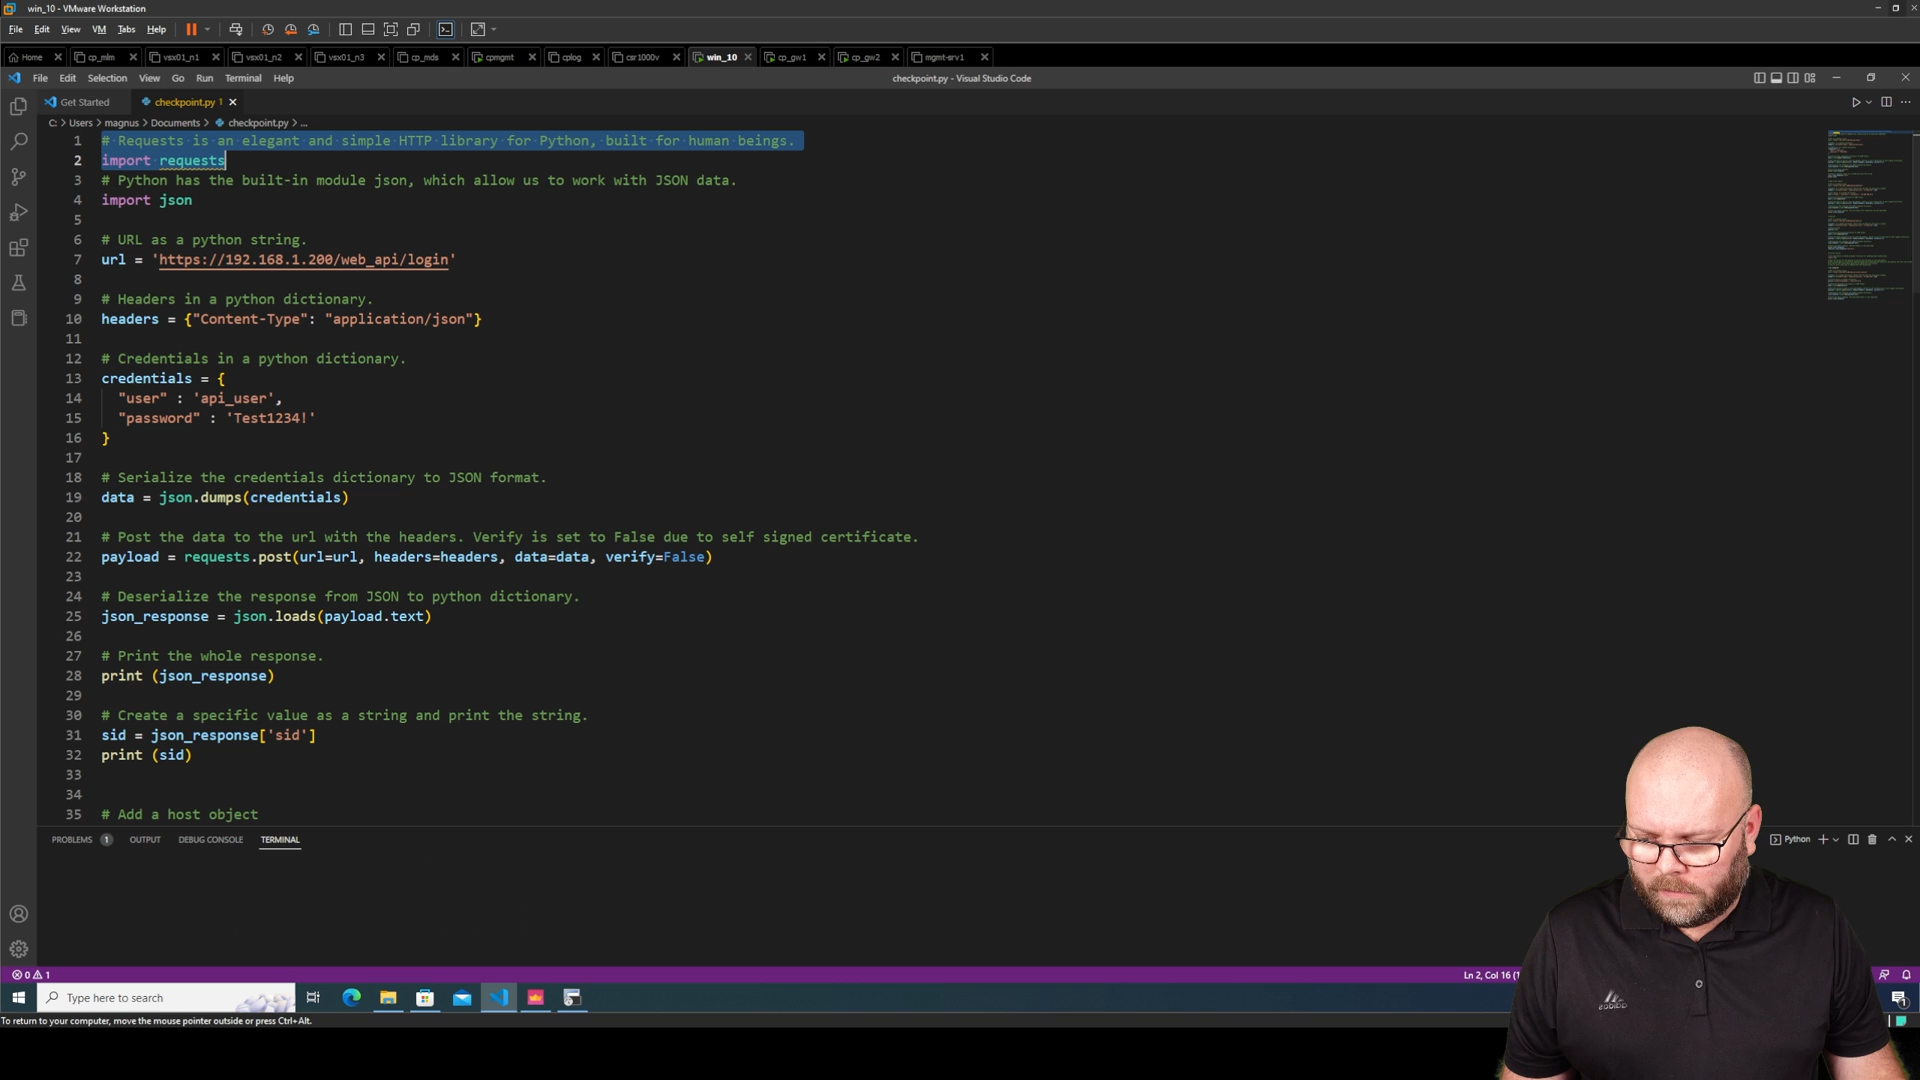 win_10 - VMware Workstation
File Edit View VM Tabs Help
Home cp_mlm vsx01_n1 vsx01_n2 vsx01_n3 cp_mds cpmgmt cplog csr1000v win_10 cp_gw1 cp_gw2 mgmt-srv1
File Edit Selection View Go Run Terminal Help
checkpoint.py - Visual Studio Code
Get Started checkpoint.py 1
C: > Users > magnus > Documents > checkpoint.py > ...
1 # Requests is an elegant and simple HTTP library for Python, built for human beings.
2 import requests
3 # Python has the built-in module json, which allow us to work with JSON data.
4 import json
5
6 # URL as a python string.
7 url = 'https://192.168.1.200/web_api/login'
8
9 # Headers in a python dictionary.
10 headers = {"Content-Type": "application/json"}
11
12 # Credentials in a python dictionary.
13 credentials = {
14 "user" : 'api_user',
15 "password" : 'Test1234!'
16 }
17
18 # Serialize the credentials dictionary to JSON format.
19 data = json.dumps(credentials)
20
21 # Post the data to the url with the headers. Verify is set to False due to self signed certificate.
22 payload = requests.post(url=url, headers=headers, data=data, verify=False)
23
24 # Deserialize the response from JSON to python dictionary.
25 json_response = json.loads(payload.text)
26
27 # Print the whole response.
28 print (json_response)
29
30 # Create a specific value as a string and print the string.
31 sid = json_response['sid']
32 print (sid)
33
34
35 # Add a host object
PROBLEMS 1 OUTPUT DEBUG CONSOLE TERMINAL
Python
0 1
Ln 2, Col 16
Type here to search
To return to your computer, move the mouse pointer outside or press Ctrl+Alt.